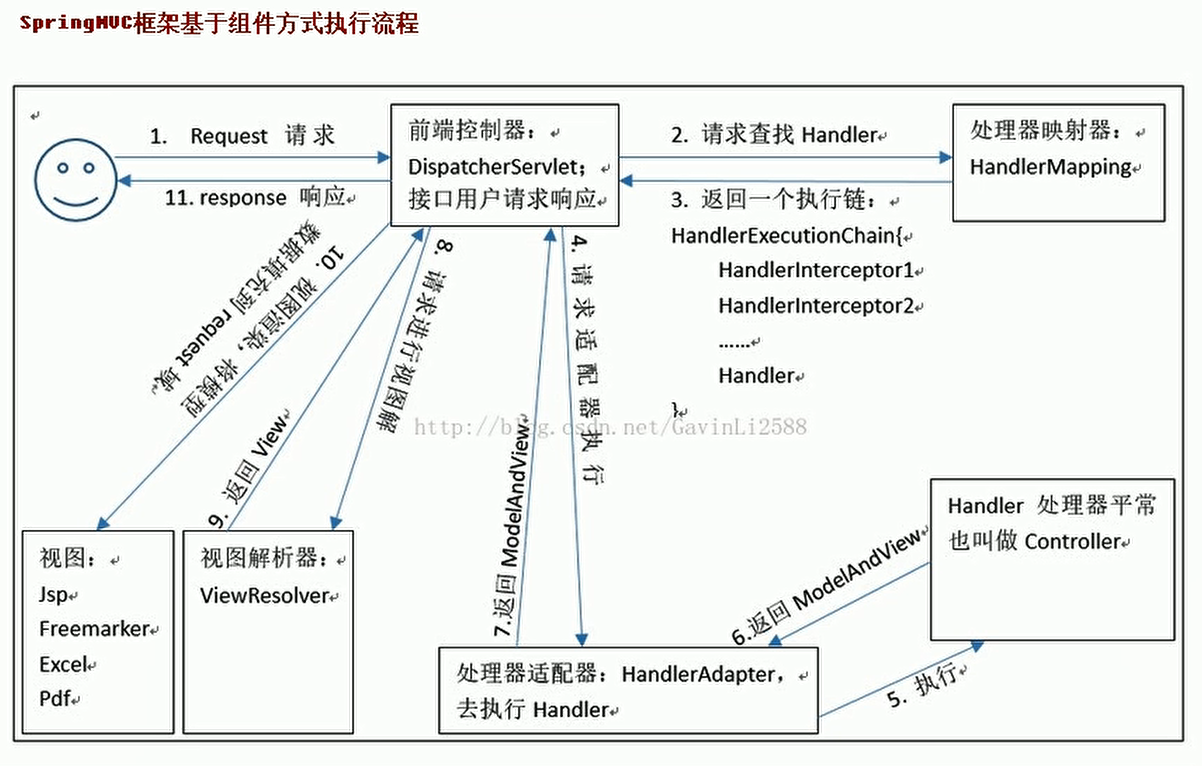 SpringMVC框架基于组件方式执行流程
1. Request 请求
11. response 响应
前端控制器：
DispatcherServlet；
接口用户请求响应
2. 请求查找 Handler
3. 返回一个执行链：
HandlerExecutionChain{
HandlerInterceptor1
HandlerInterceptor2
......
Handler
}
处理器映射器：
HandlerMapping
4. 请求适配器执行
8. 请求进行视图解
10. 视图渲染，将模型
数据填充到 request 域。
9. 返回 View
7.返回 ModelAndView
http://blog.csdn.net/GavinLi2588
Handler 处理器平常
也叫做 Controller
6.返回 ModelAndView
5. 执行
视图：
Jsp
Freemarker
Excel
Pdf
视图解析器：
ViewResolver
处理器适配器：HandlerAdapter，
去执行 Handler